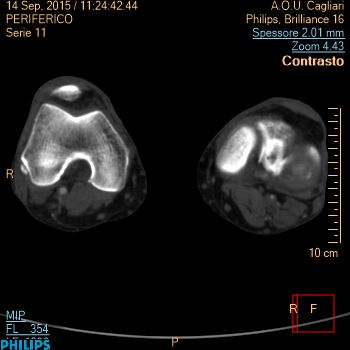 14 Sep, 2015 / 11:24:42.44
PERIFERICO
Serie 11
A.O.U. Cagliari
Philips, Brilliance 16
Spessore 2.01 mm
Zoom 4.43
Contrasto
R
10 cm
R F
MIP
FL 354
PHILIPS
P